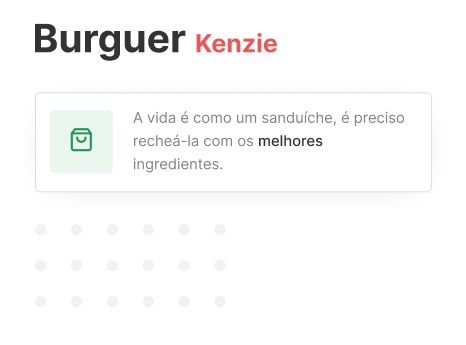 Burguer Kenzie
A vida é como um sanduíche, é preciso
recheá-la com os melhores
ingredientes.